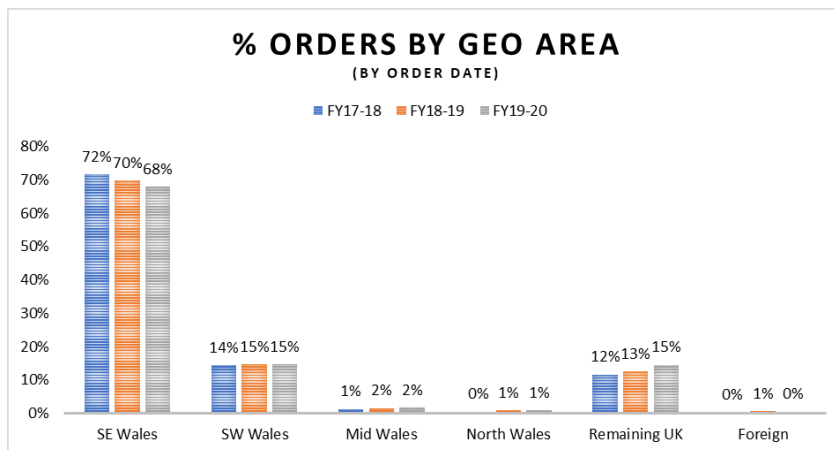 % ORDERS BY GEO AREA
(BY ORDER DATE)
FY17-18 FY18-19 FY19-20
80%
70%
60%
50%
40%
30%
20%
10%
0%
72% 70% 68%
14% 15% 15%
1% 2% 2%
0% 1% 1%
12% 13% 15%
0% 1% 0%
SE Wales SW Wales Mid Wales North Wales Remaining UK Foreign